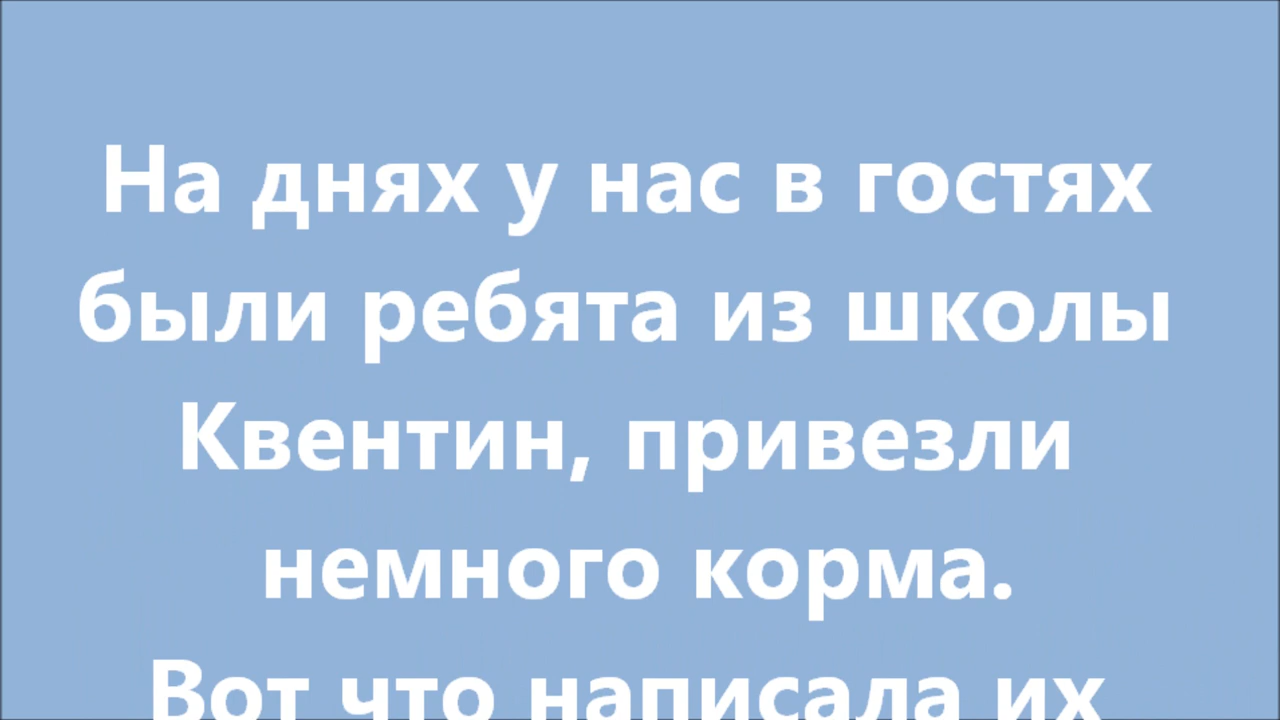 На днях у нас в гостях
были ребята из школы
Квентин, привезли
немного корма.
Вот что написала их